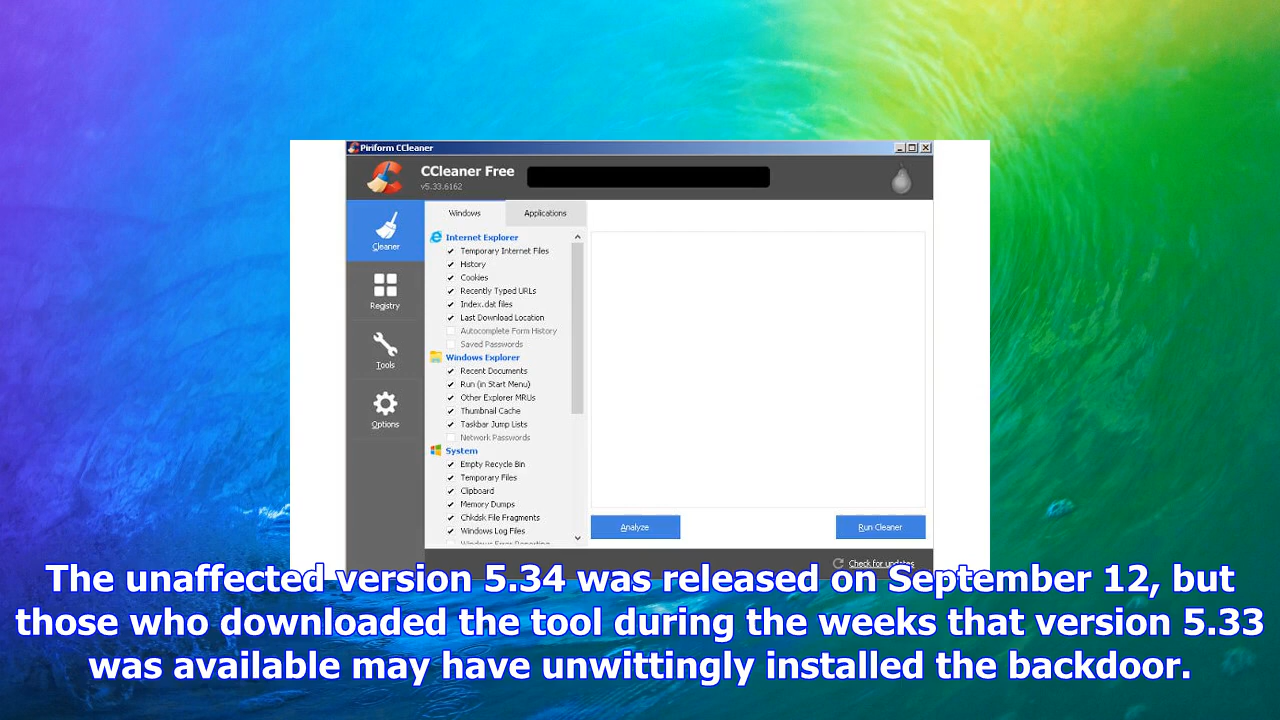 Piriform CCleaner
CCleaner Free
v5.33.6162
Windows
Applications
Cleaner
Registry
Tools
Options
Internet Explorer
Temporary Internet Files
History
Cookies
Recently Typed URLs
Index.dat files
Last Download Location
Autocomplete Form History
Saved Passwords
Windows Explorer
Recent Documents
Run (in Start Menu)
Other Explorer MRUs
Thumbnail Cache
Taskbar Jump Lists
Network Passwords
System
Empty Recycle Bin
Temporary Files
Clipboard
Memory Dumps
Chkdsk File Fragments
Windows Log Files
Windows Error Reporting
Analyze
Run Cleaner
Check for updates
The unaffected version 5.34 was released on September 12, but
those who downloaded the tool during the weeks that version 5.33
was available may have unwittingly installed the backdoor.